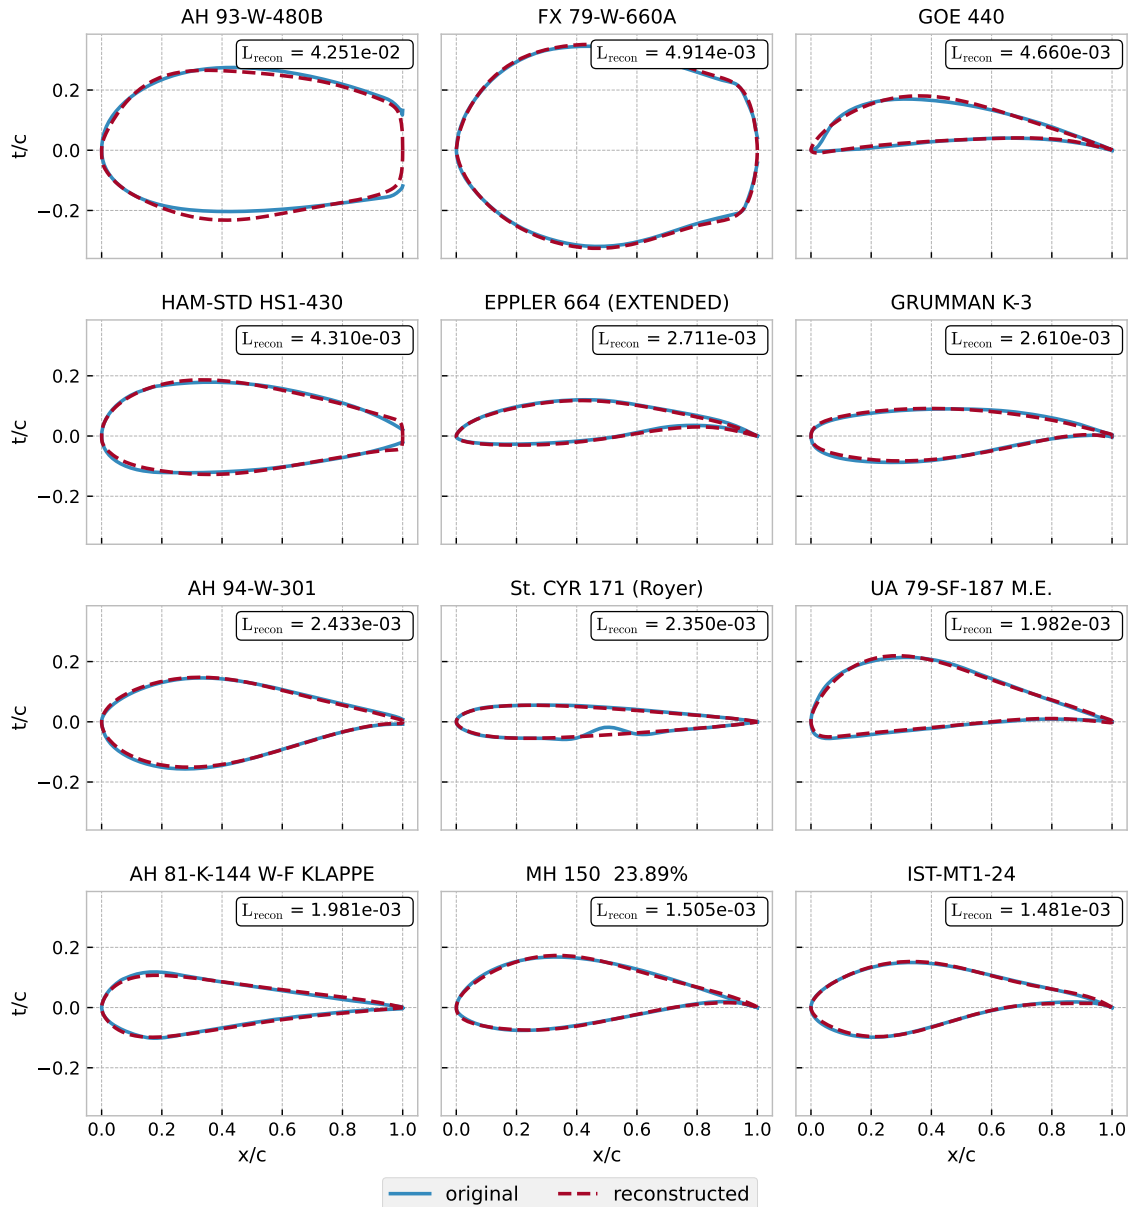 AH 93-W-480B
FX 79-W-660A
GOE 440
L_recon = 4.251e-02
L_recon = 4.914e-03
L_recon = 4.660e-03
0.2
0.0
−0.2
t/c
HAM-STD HS1-430
EPPLER 664 (EXTENDED)
GRUMMAN K-3
L_recon = 4.310e-03
L_recon = 2.711e-03
L_recon = 2.610e-03
0.2
0.0
−0.2
t/c
AH 94-W-301
St. CYR 171 (Royer)
UA 79-SF-187 M.E.
L_recon = 2.433e-03
L_recon = 2.350e-03
L_recon = 1.982e-03
0.2
0.0
−0.2
t/c
AH 81-K-144 W-F KLAPPE
MH 150  23.89%
IST-MT1-24
L_recon = 1.981e-03
L_recon = 1.505e-03
L_recon = 1.481e-03
0.2
0.0
−0.2
t/c
0.0 0.2 0.4 0.6 0.8 1.0
0.0 0.2 0.4 0.6 0.8 1.0
0.0 0.2 0.4 0.6 0.8 1.0
x/c
x/c
x/c
original
reconstructed